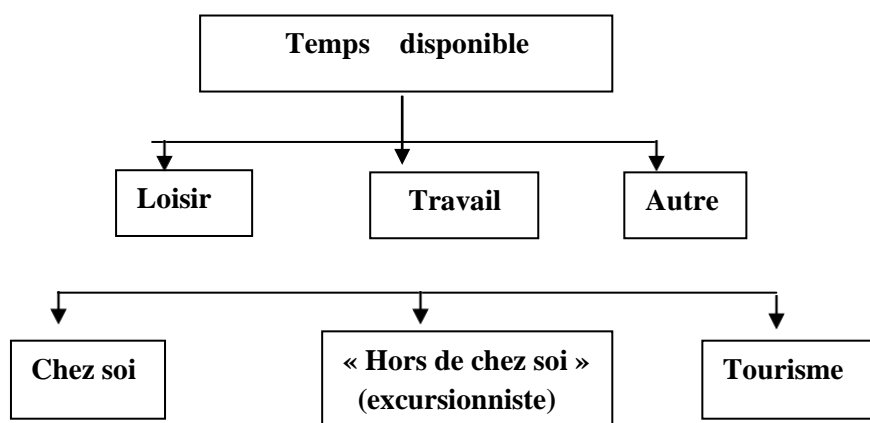 Temps disponible
Loisir
Travail
Autre
Chez soi
« Hors de chez soi »
(excursionniste)
Tourisme